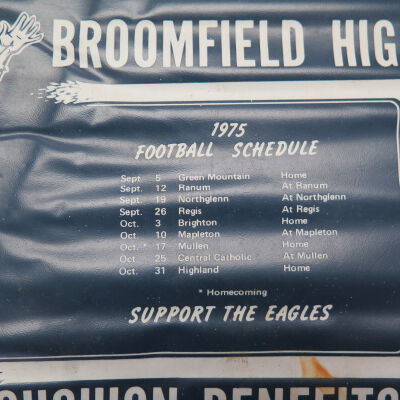 BROOMFIELD HIG
1975
FOOTBALL SCHEDULE
Sept. 5 Green Mountain Home
Sept. 12 Ranum At Ranum
Sept. 19 Northglenn At Northglenn
Sept. 26 Regis At Regis
Oct. 3 Brighton Home
Oct. 10 Mapleton At Mapleton
Oct. * 17 Mullen Home
Oct. 25 Central Catholic At Mullen
Oct. 31 Highland Home
* Homecoming
SUPPORT THE EAGLES